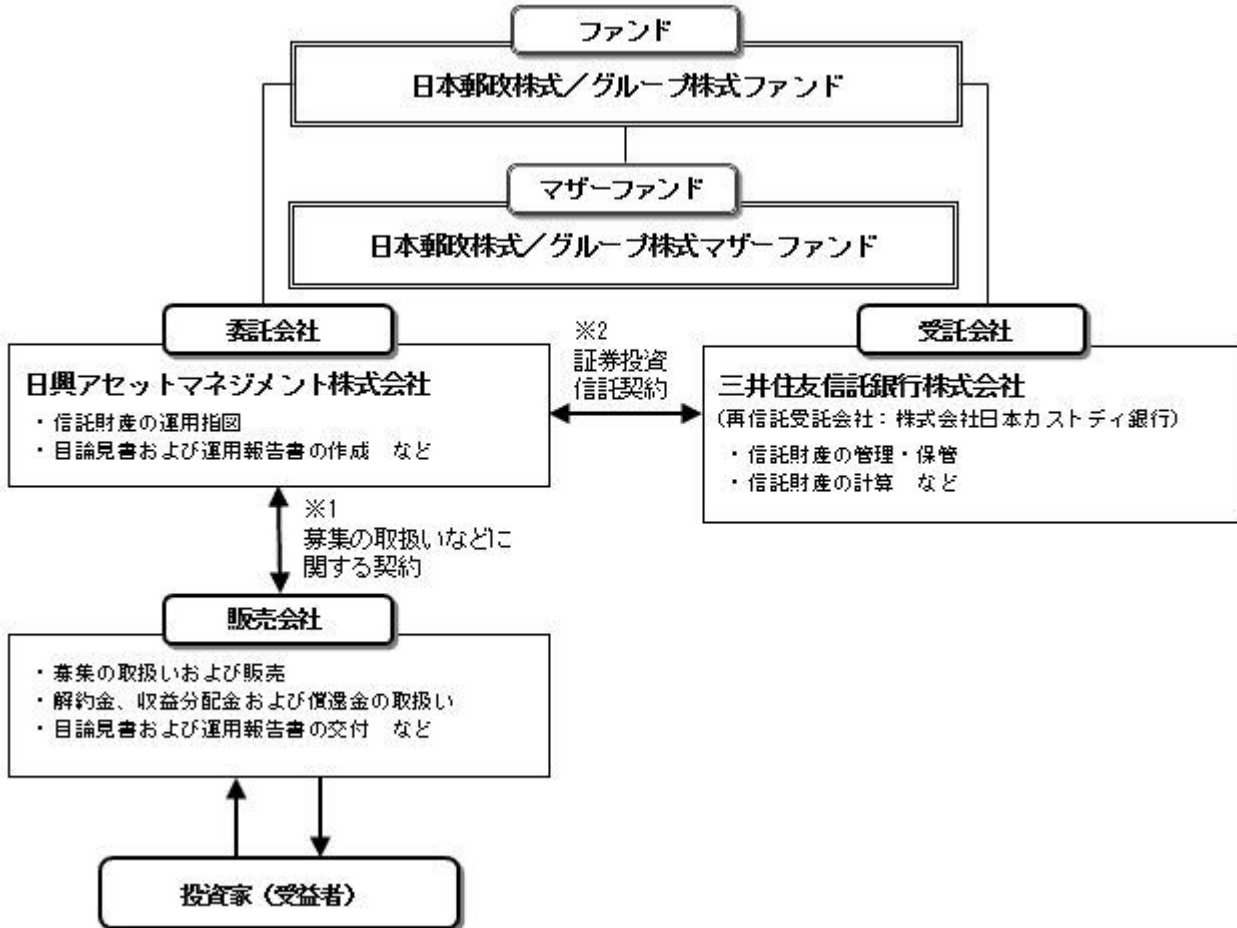 ファンド
日本郵政株式／グループ株式ファンド
マザーファンド
日本郵政株式／グループ株式マザーファンド
委託会社
日興アセットマネジメント株式会社
・信託財産の運用指図
・目論見書および運用報告書の作成　など
※2
証券投資
信託契約
受託会社
三井住友信託銀行株式会社
（再信託受託会社：株式会社日本カストディ銀行）
・信託財産の管理・保管
・信託財産の計算　など
※1
募集の取扱いなどに
関する契約
販売会社
・募集の取扱いおよび販売
・解約金、収益分配金および償還金の取扱い
・目論見書および運用報告書の交付　など
投資家（受益者）